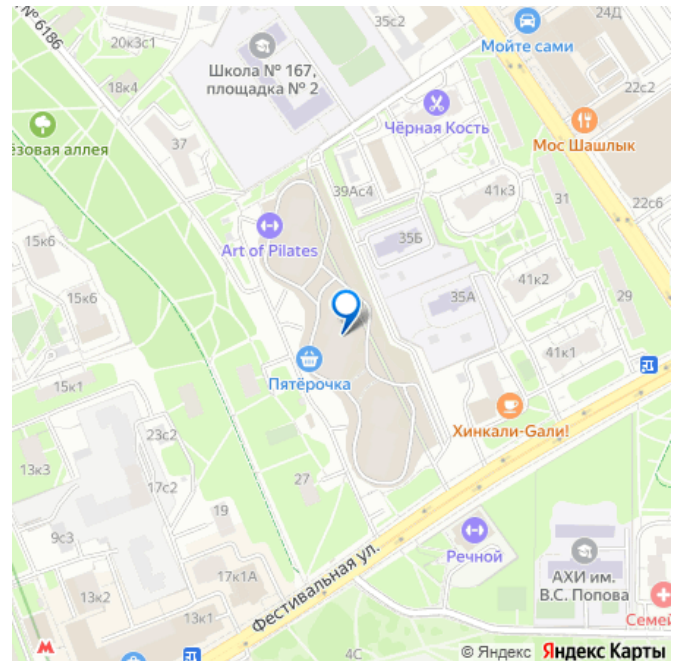 № 6186
35с2
24Д
20к3с1
Мойте сами
Школа № 167,
площадка № 2
22с2
18к4
Чёрная Кость
Мос Шашлык
ёзовая аллея
37
39Ас4
41к3
31
22с6
15к6
Art of Pilates
35Б
41к2
15к6
35А
29
41к1
Пятёрочка
15к1
Хинкали-Gали!
23с2
13к3
17с2
27
19
9с3
Речной
Фестивальная ул.
АХИ им.
В.С. Попова
17к1А
13к2
13к1
Семей
4С
© Яндекс Яндекс Карты